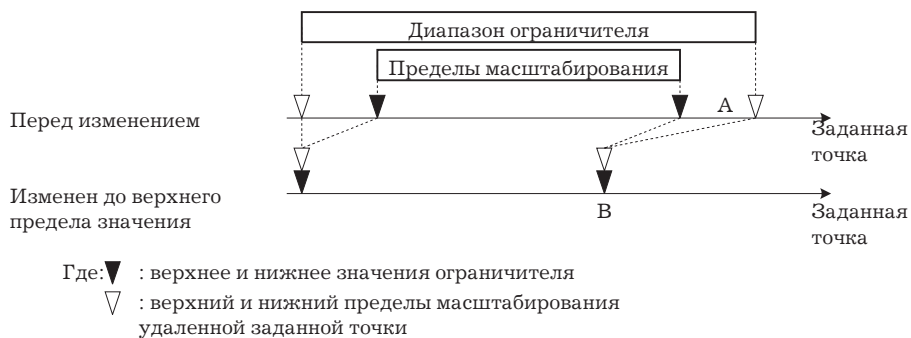 Диапазон ограничителя
Пределы масштабирования
Перед изменением
A
Заданная
точка
Изменен до верхнего
предела значения
B
Заданная
точка
Где: : верхнее и нижнее значения ограничителя
: верхний и нижний пределы масштабирования
удаленной заданной точки